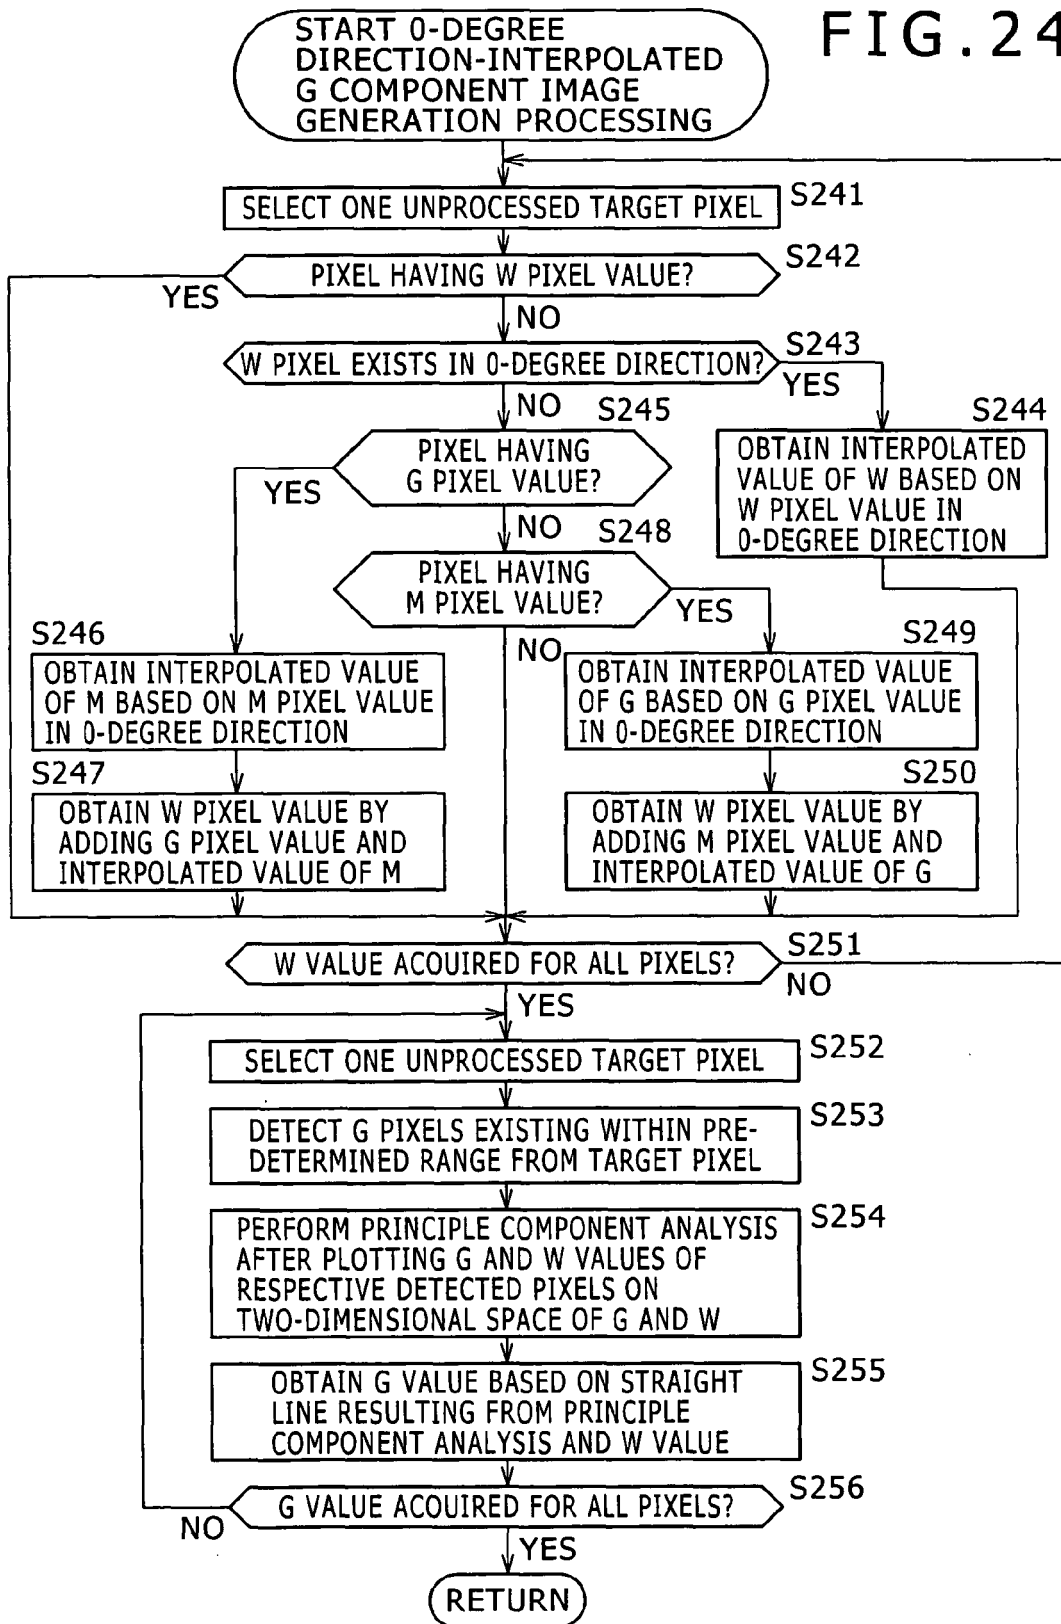 FIG.24
START 0-DEGREE
DIRECTION-INTERPOLATED
G COMPONENT IMAGE
GENERATION PROCESSING
SELECT ONE UNPROCESSED TARGET PIXEL
S241
PIXEL HAVING W PIXEL VALUE?
S242
YES
NO
W PIXEL EXISTS IN 0-DEGREE DIRECTION?
S243
YES
NO
S244
OBTAIN INTERPOLATED
VALUE OF W BASED ON
W PIXEL VALUE IN
0-DEGREE DIRECTION
S245
PIXEL HAVING
G PIXEL VALUE?
YES
NO
S248
PIXEL HAVING
M PIXEL VALUE?
YES
NO
S246
OBTAIN INTERPOLATED VALUE
OF M BASED ON M PIXEL VALUE
IN 0-DEGREE DIRECTION
S247
OBTAIN W PIXEL VALUE BY
ADDING G PIXEL VALUE AND
INTERPOLATED VALUE OF M
S249
OBTAIN INTERPOLATED VALUE
OF G BASED ON G PIXEL VALUE
IN 0-DEGREE DIRECTION
S250
OBTAIN W PIXEL VALUE BY
ADDING M PIXEL VALUE AND
INTERPOLATED VALUE OF G
W VALUE ACOUIRED FOR ALL PIXELS?
S251
NO
YES
SELECT ONE UNPROCESSED TARGET PIXEL
S252
DETECT G PIXELS EXISTING WITHIN PRE-
DETERMINED RANGE FROM TARGET PIXEL
S253
PERFORM PRINCIPLE COMPONENT ANALYSIS
AFTER PLOTTING G AND W VALUES OF
RESPECTIVE DETECTED PIXELS ON
TWO-DIMENSIONAL SPACE OF G AND W
S254
OBTAIN G VALUE BASED ON STRAIGHT
LINE RESULTING FROM PRINCIPLE
COMPONENT ANALYSIS AND W VALUE
S255
G VALUE ACOUIRED FOR ALL PIXELS?
S256
NO
YES
RETURN